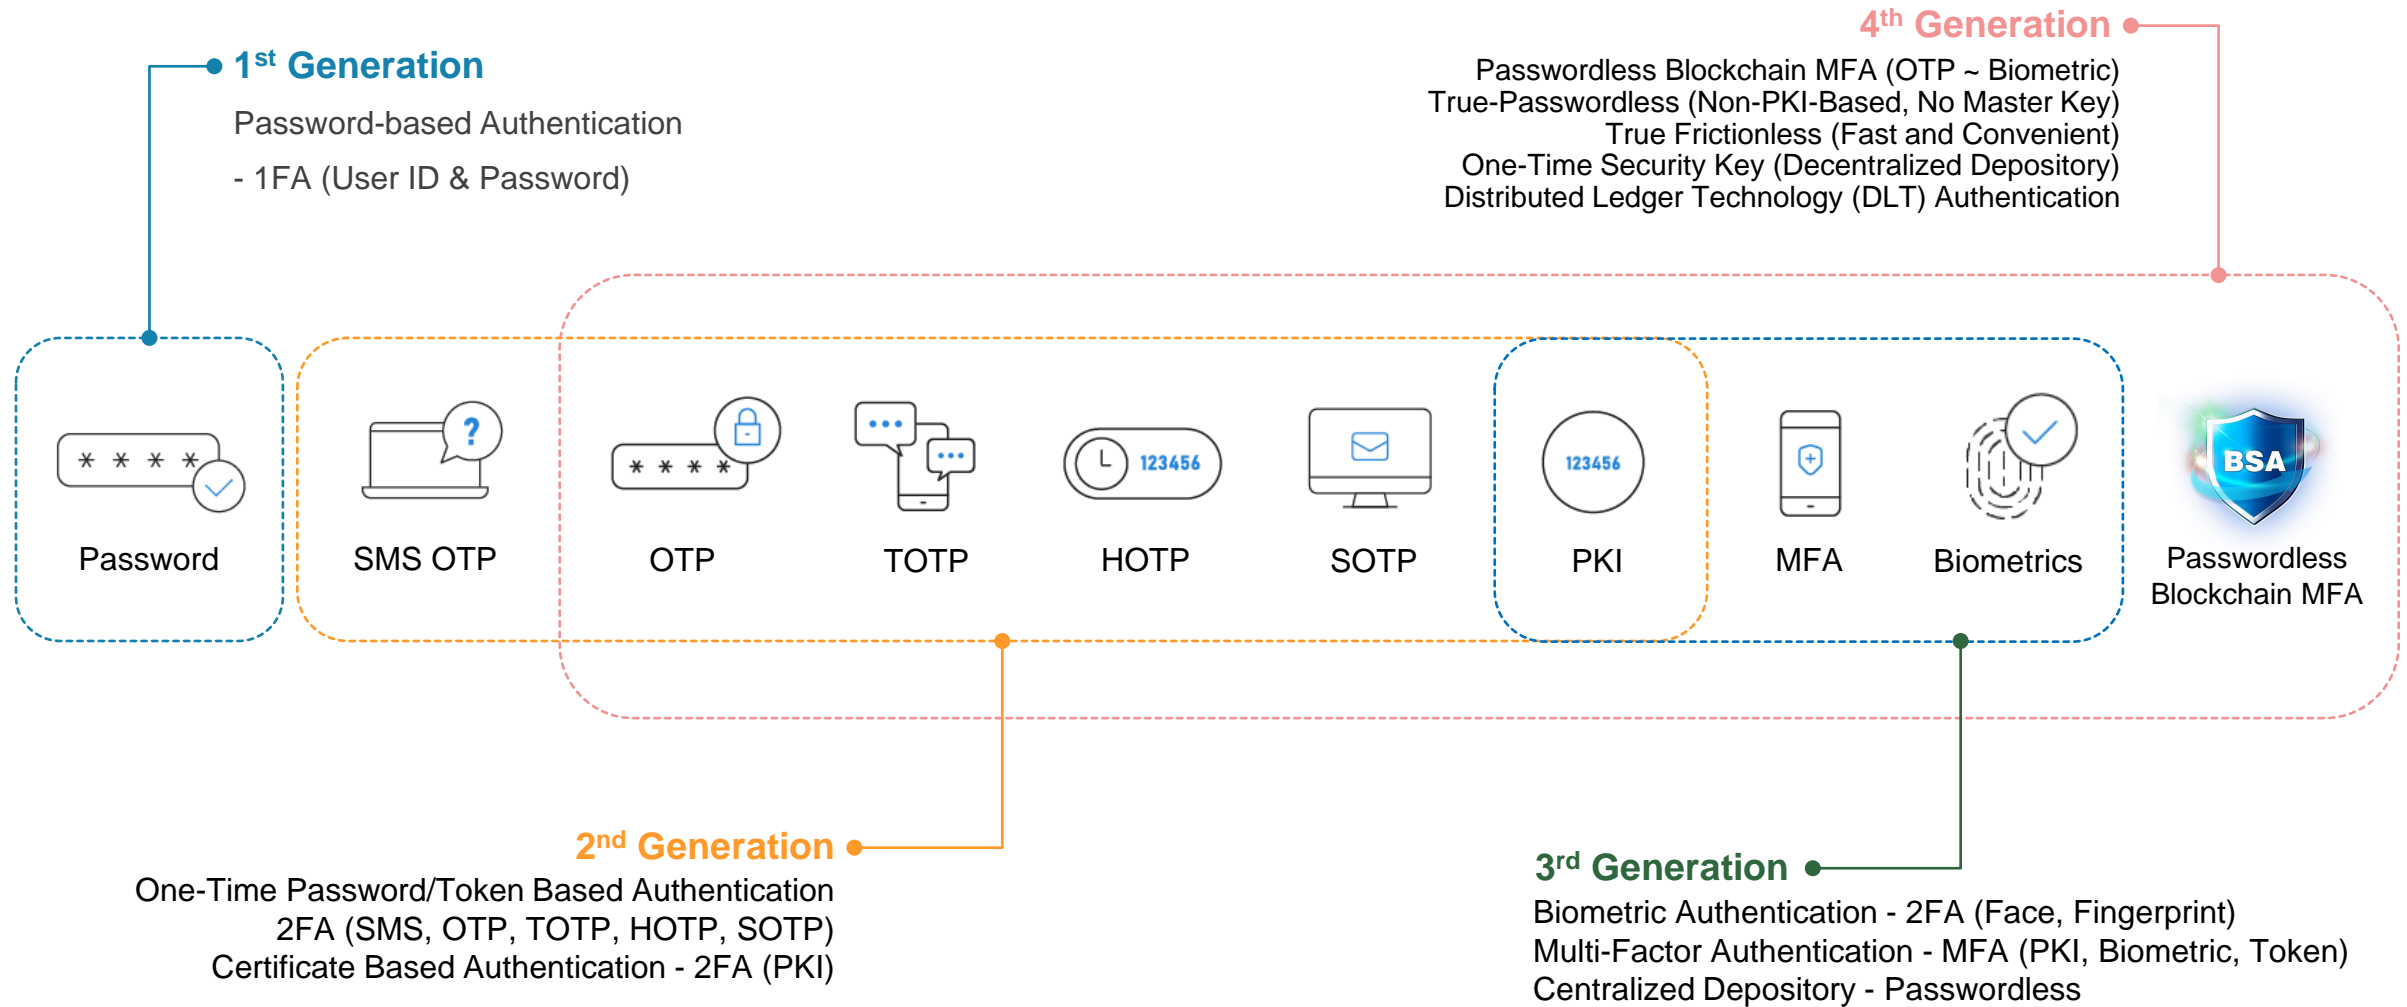 1st Generation
Password-based Authentication
- 1FA (User ID & Password)
4th Generation
Passwordless Blockchain MFA (OTP ~ Biometric)
True-Passwordless (Non-PKI-Based, No Master Key)
True Frictionless (Fast and Convenient)
One-Time Security Key (Decentralized Depository)
Distributed Ledger Technology (DLT) Authentication
* * * *
Password
?
SMS OTP
* * * *
OTP
TOTP
123456
HOTP
SOTP
123456
PKI
MFA
Biometrics
BSA
Passwordless
Blockchain MFA
2nd Generation
One-Time Password/Token Based Authentication
2FA (SMS, OTP, TOTP, HOTP, SOTP)
Certificate Based Authentication - 2FA (PKI)
3rd Generation
Biometric Authentication - 2FA (Face, Fingerprint)
Multi-Factor Authentication - MFA (PKI, Biometric, Token)
Centralized Depository - Passwordless